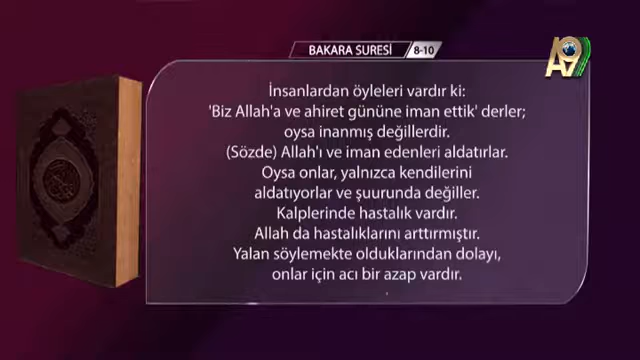 BAKARA SURESİ 8-10
A9
İnsanlardan öyleleri vardır ki:
'Biz Allah'a ve ahiret gününe iman ettik' derler;
oysa inanmış değillerdir.
(Sözde) Allah'ı ve iman edenleri aldatırlar.
Oysa onlar, yalnızca kendilerini
aldatıyorlar ve şuurunda değiller.
Kalplerinde hastalık vardır.
Allah da hastalıklarını arttırmıştır.
Yalan söylemekte olduklarından dolayı,
onlar için acı bir azap vardır.